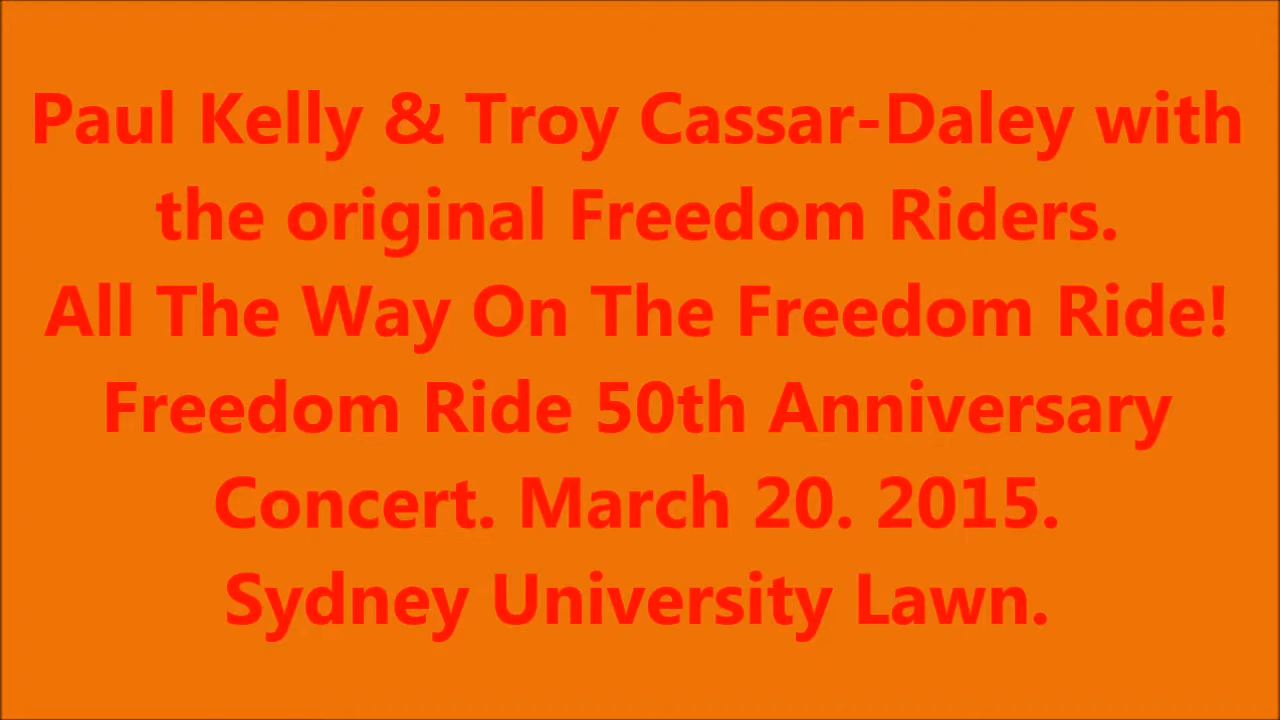 Paul Kelly & Troy Cassar-Daley with
the original Freedom Riders.
All The Way On The Freedom Ride!
Freedom Ride 50th Anniversary
Concert. March 20. 2015.
Sydney University Lawn.